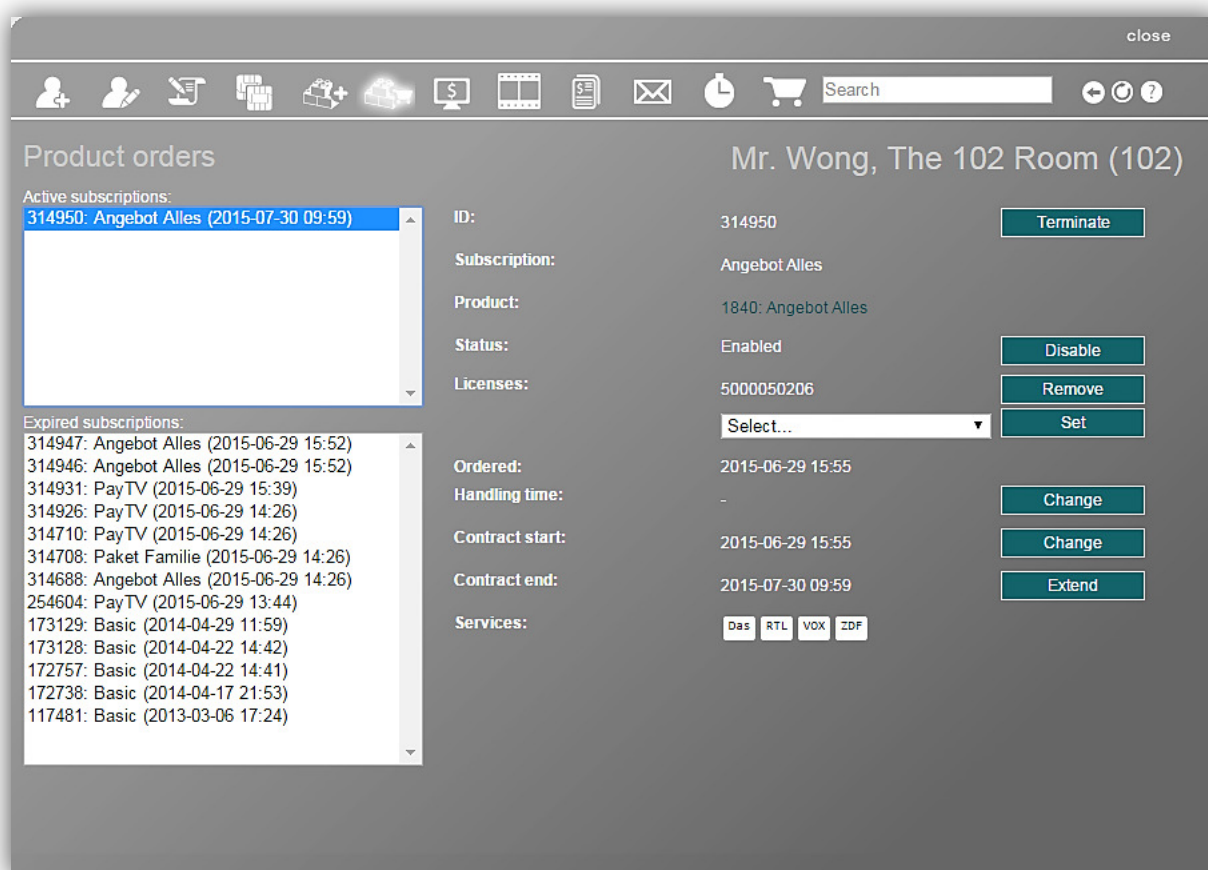 close
Search
Product orders
Mr. Wong, The 102 Room (102)
Active subscriptions:
314950: Angebot Alles (2015-07-30 09:59)
Expired subscriptions:
314947: Angebot Alles (2015-06-29 15:52)
314946: Angebot Alles (2015-06-29 15:52)
314931: PayTV (2015-06-29 15:39)
314926: PayTV (2015-06-29 14:26)
314710: PayTV (2015-06-29 14:26)
314708: Paket Familie (2015-06-29 14:26)
314688: Angebot Alles (2015-06-29 14:26)
254604: PayTV (2015-06-29 13:44)
173129: Basic (2014-04-29 11:59)
173128: Basic (2014-04-22 14:42)
172757: Basic (2014-04-22 14:41)
172738: Basic (2014-04-17 21:53)
117481: Basic (2013-03-06 17:24)
ID: 314950 Terminate
Subscription: Angebot Alles
Product: 1840: Angebot Alles
Status: Enabled Disable
Licenses: 5000050206 Remove
Select... Set
Ordered: 2015-06-29 15:55
Handling time: - Change
Contract start: 2015-06-29 15:55 Change
Contract end: 2015-07-30 09:59 Extend
Services: Das RTL VOX ZDF